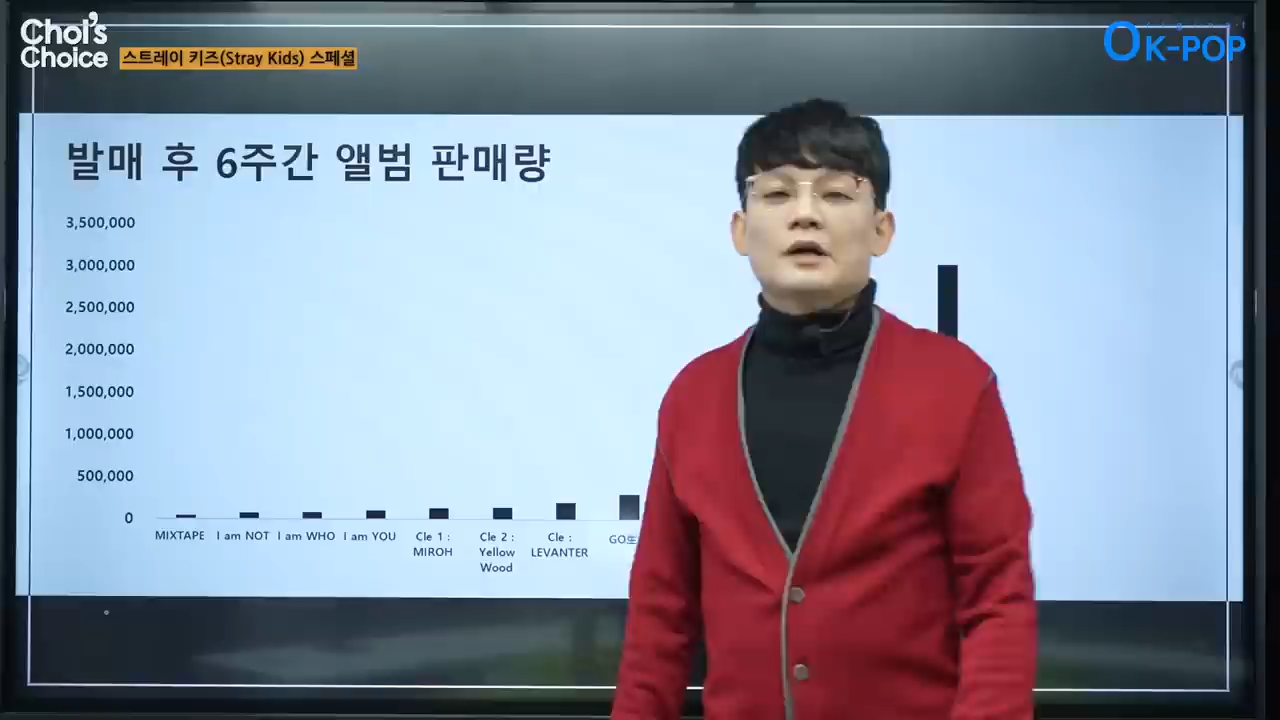 Choi's
Choice
스트레이 키즈(Stray Kids) 스페셜
OK-POP
발매 후 6주간 앨범 판매량
3,500,000
3,000,000
2,500,000
2,000,000
1,500,000
1,000,000
500,000
0
MIXTAPE
I am NOT
I am WHO
I am YOU
Cle 1 :
MIROH
Cle 2 :
Yellow
Wood
Cle :
LEVANTER
GO生